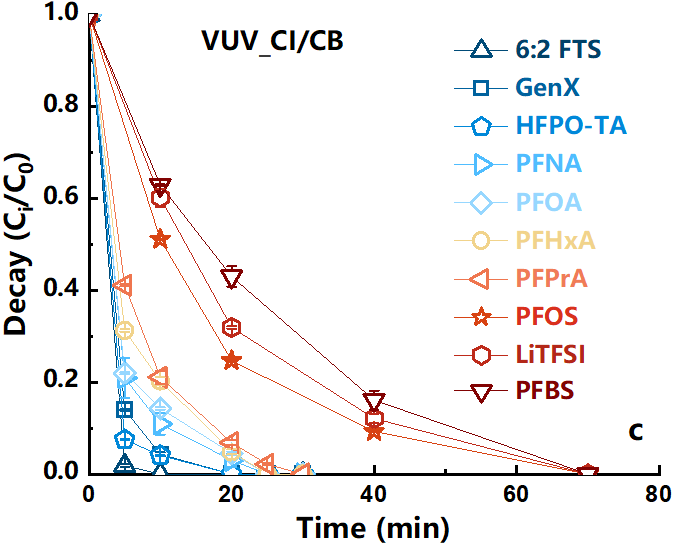 VUV_CI/CB
6:2 FTS
GenX
HFPO-TA
PFNA
PFOA
PFHxA
PFPrA
PFOS
LiTFSI
PFBS
c
Decay (Ci/C0)
1.0
0.8
0.6
0.4
0.2
0.0
0 20 40 60 80
Time (min)